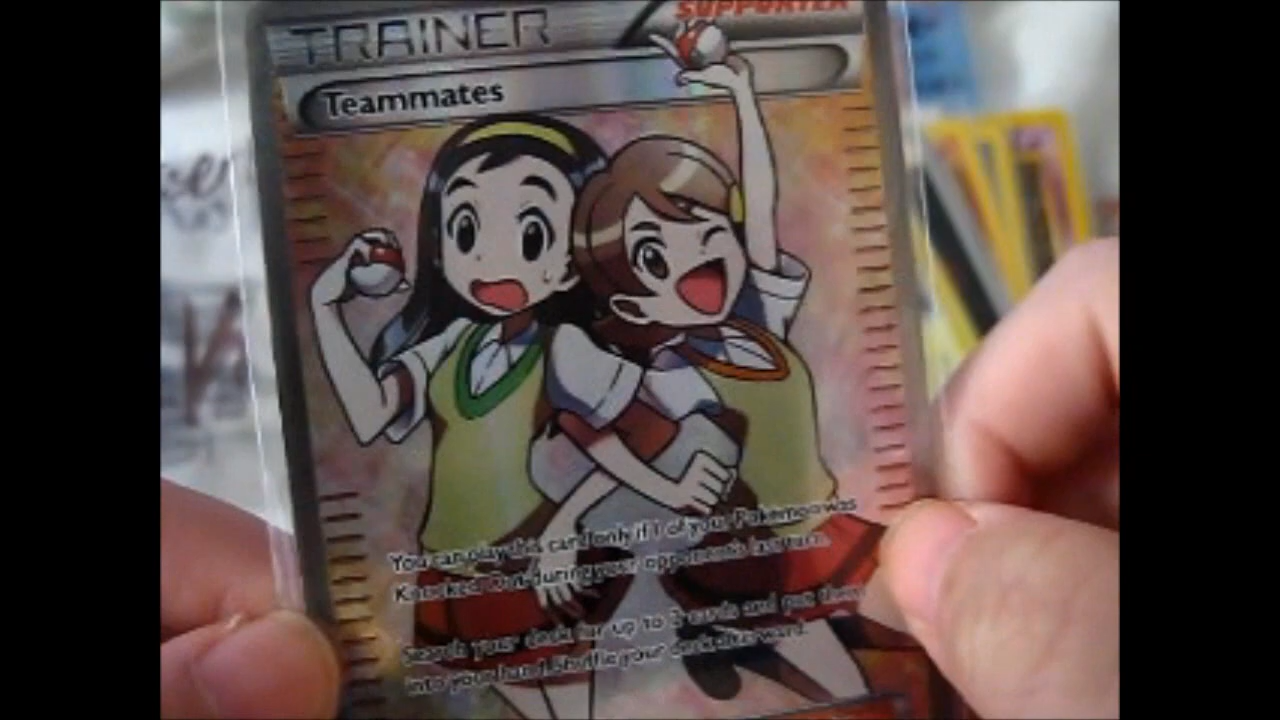 SUPPORTER
TRAINER
Teammates
You can play this card only if 1 of your Pokémon was
Knocked Out during your opponent's last turn.
Search your deck for up to 2 cards and put them
into your hand. Shuffle your deck afterward.